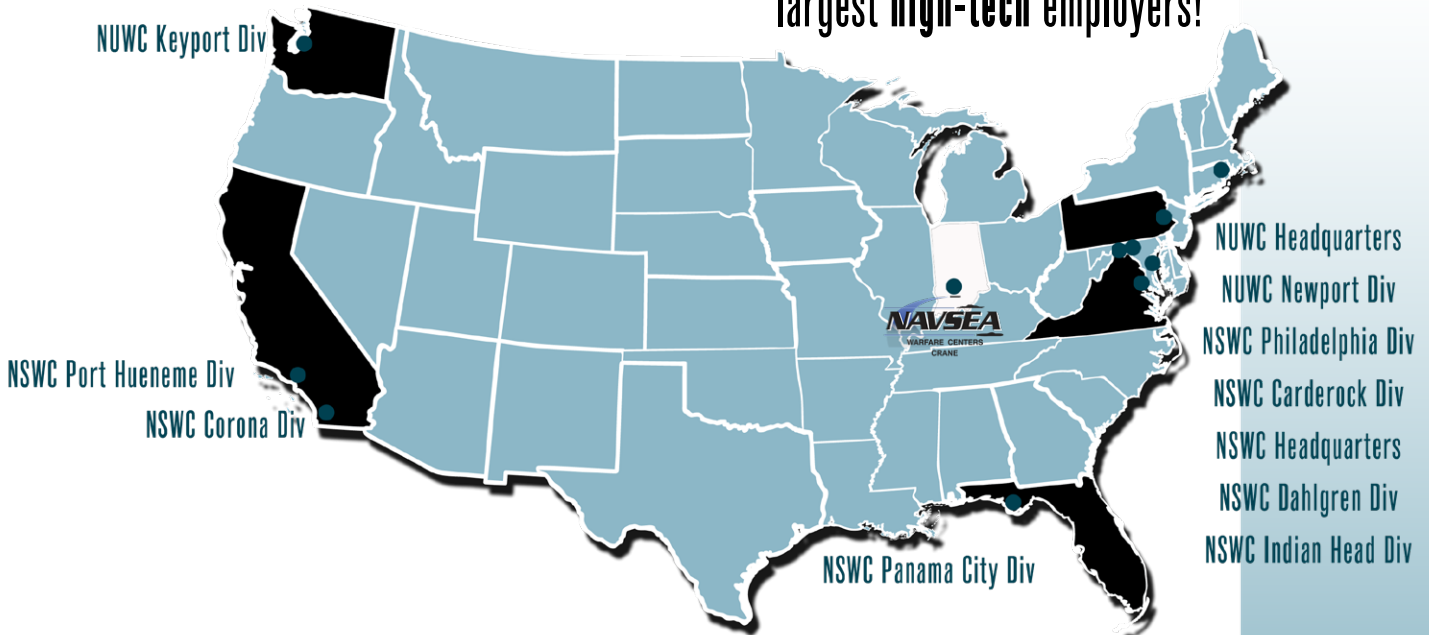 largest high-tech employers!
NUWC Keyport Div
NUWC Headquarters
NUWC Newport Div
NAVSEA
WARFARE CENTERS
CRANE
NSWC Philadelphia Div
NSWC Port Hueneme Div
NSWC Carderock Div
NSWC Corona Div
NSWC Headquarters
NSWC Dahlgren Div
NSWC Indian Head Div
NSWC Panama City Div